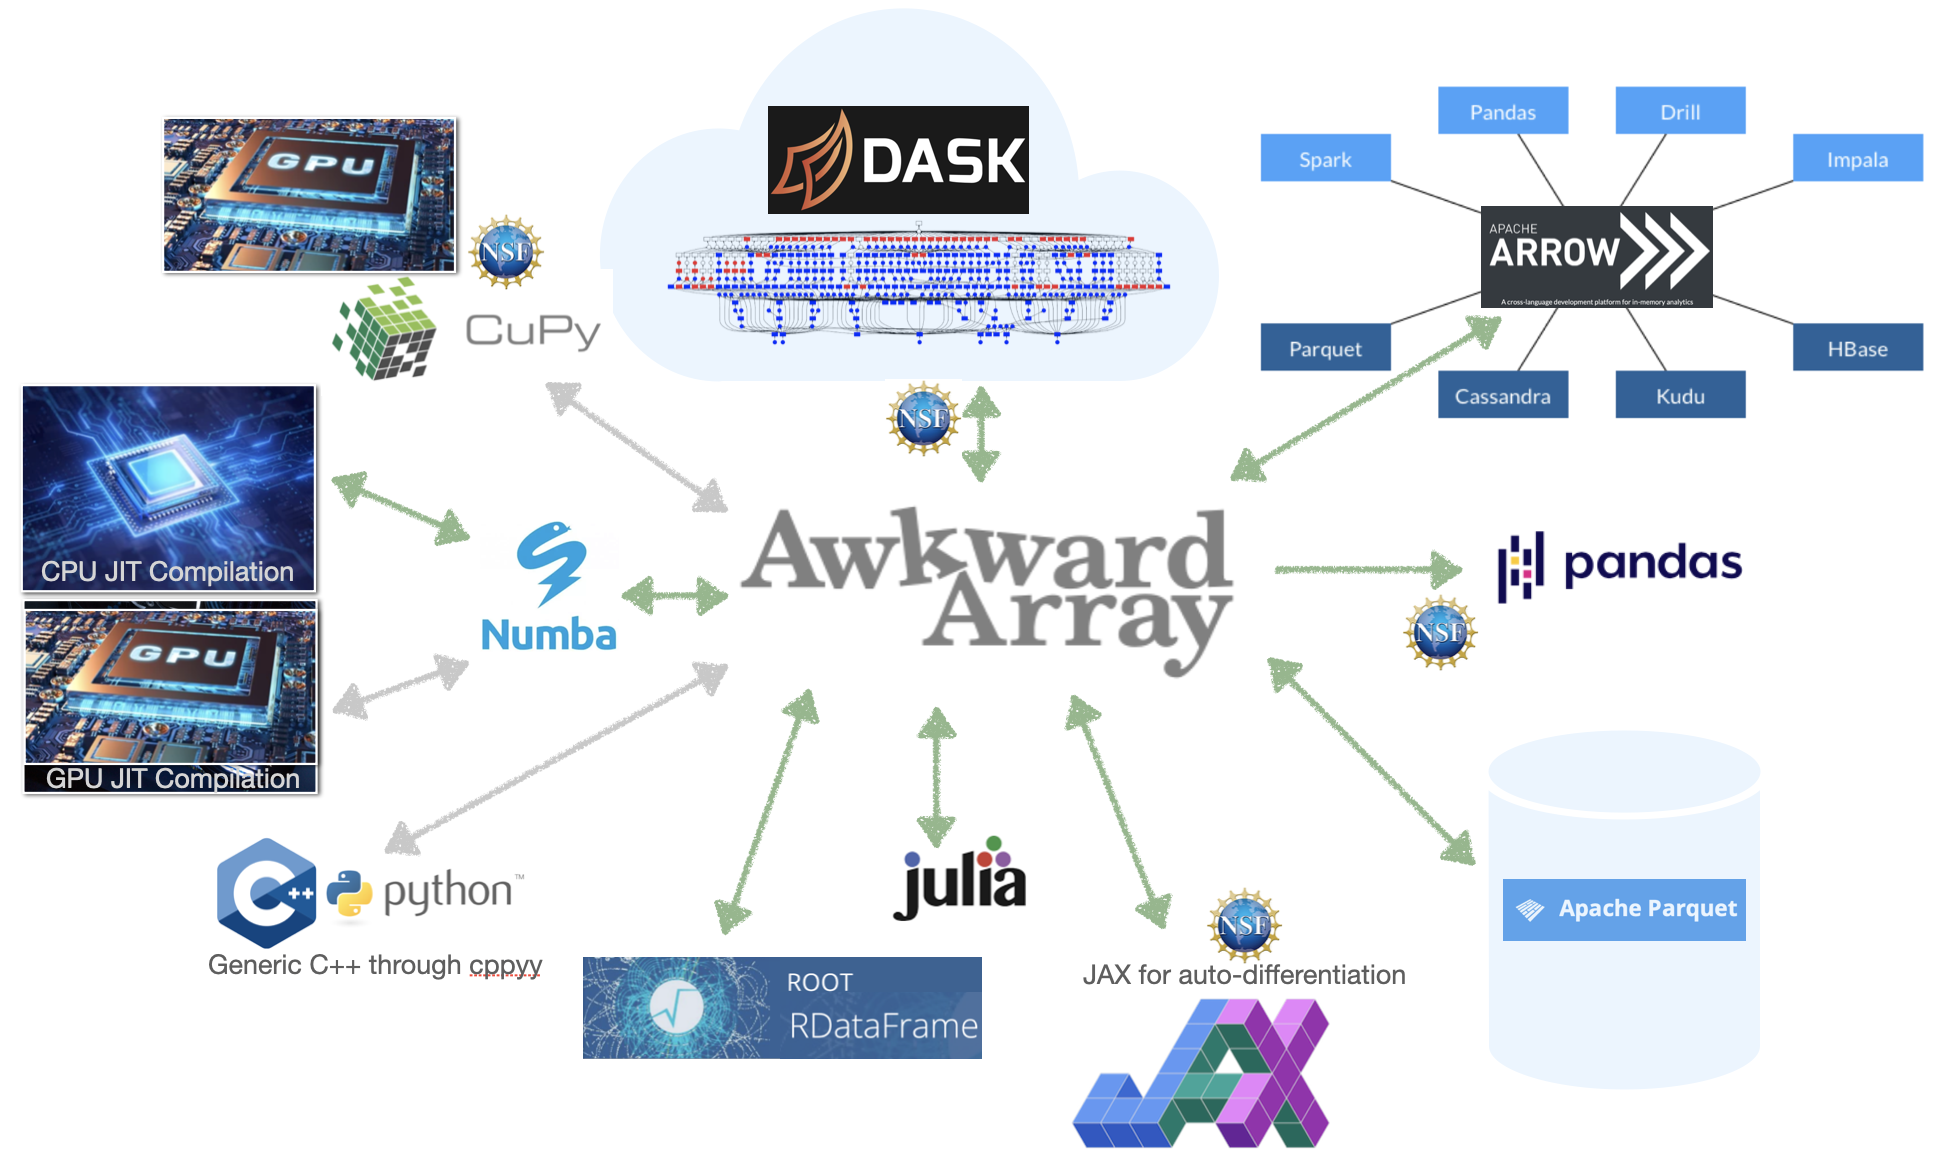 DASK
GPU
NSF
CuPy
NSF
Spark
Pandas
Drill
Impala
APACHE
ARROW
A cross-language development platform for in-memory analytics
Parquet
Cassandra
Kudu
HBase
CPU JIT Compilation
GPU
GPU JIT Compilation
Numba
Awkward
Array
pandas
NSF
C++
python™
Generic C++ through cppyy
ROOT
RDataFrame
julia
NSF
JAX for auto-differentiation
JAX
Apache Parquet